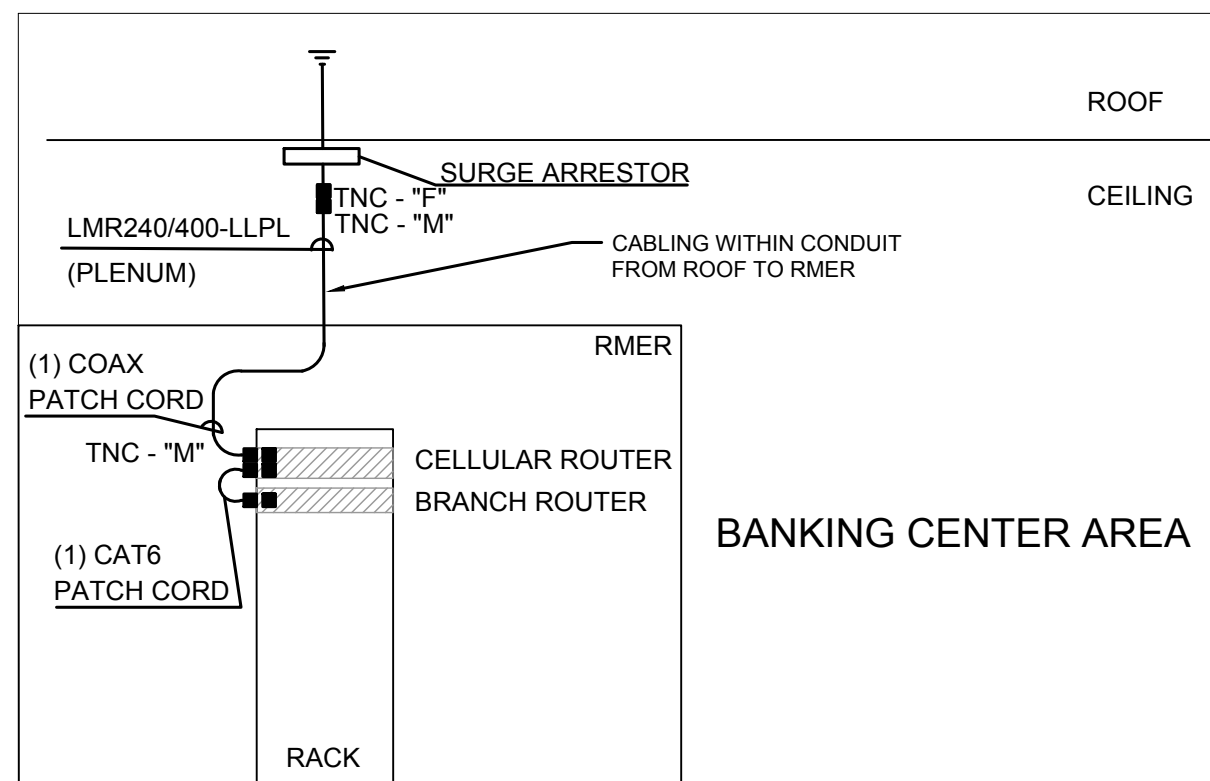 ROOF
SURGE ARRESTOR
TNC - "F"
CEILING
TNC - "M"
LMR240/400-LLPL
(PLENUM)
CABLING WITHIN CONDUIT
FROM ROOF TO RMER
RMER
(1) COAX
PATCH CORD
TNC - "M"
CELLULAR ROUTER
BRANCH ROUTER
BANKING CENTER AREA
(1) CAT6
PATCH CORD
RACK